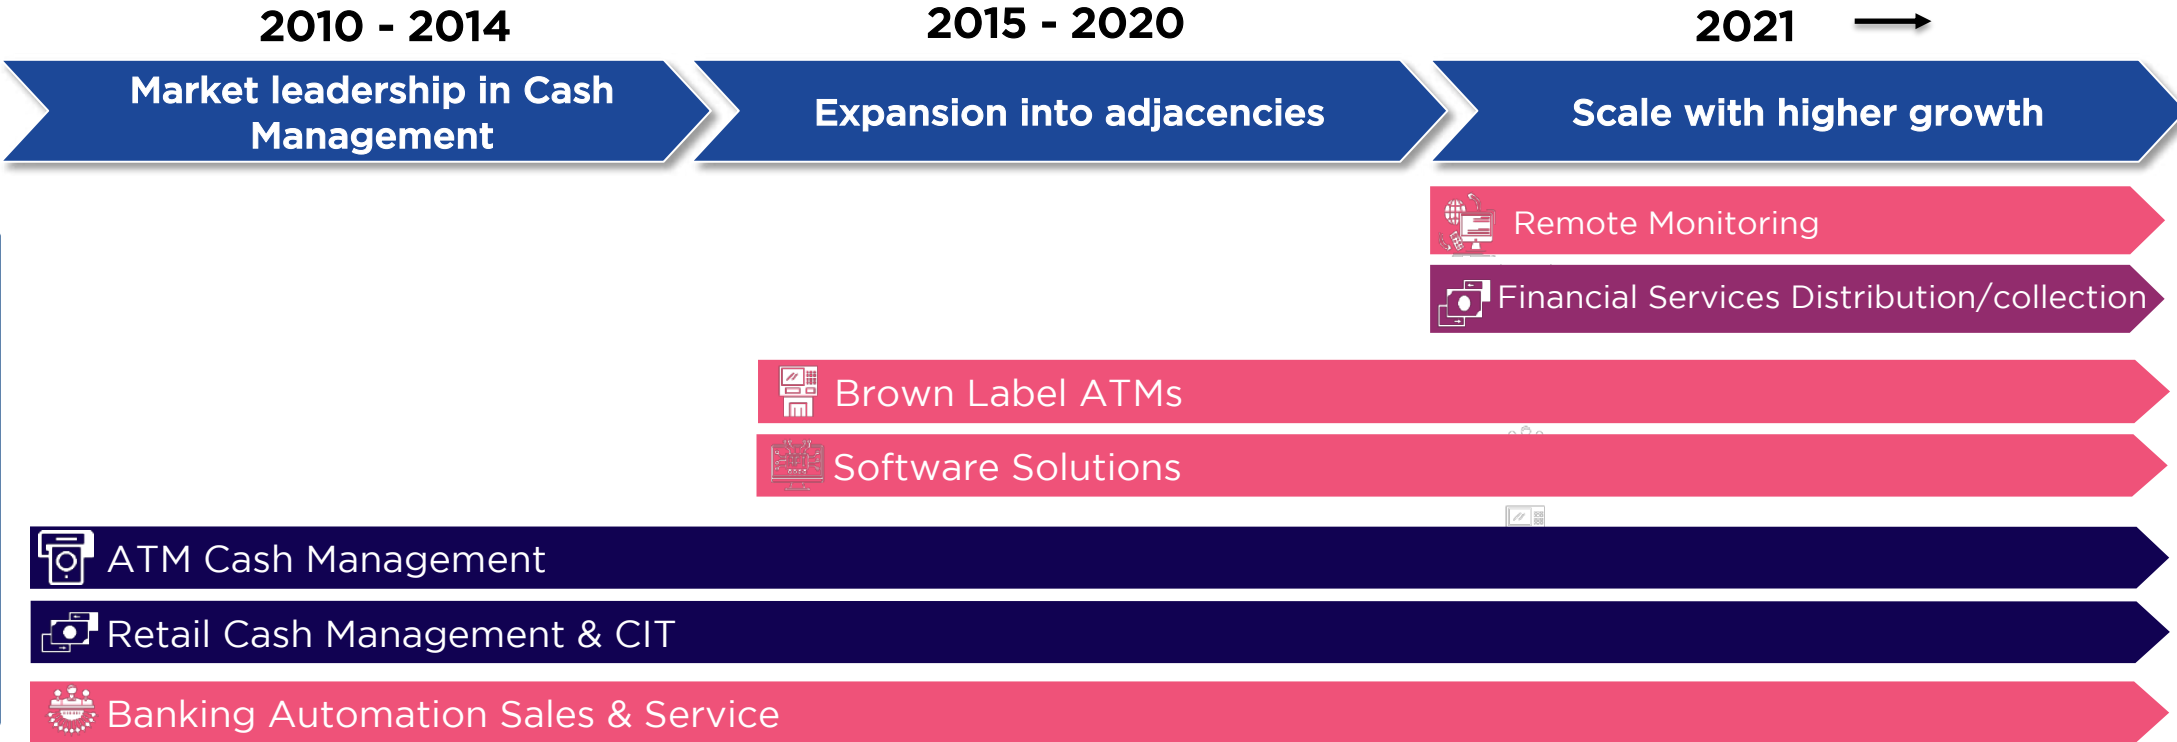 2010 - 2014
2015 - 2020
2021
Market leadership in Cash
Management
Expansion into adjacencies
Scale with higher growth
Remote Monitoring
Financial Services Distribution/collection
Brown Label ATMs
Software Solutions
ATM Cash Management
Retail Cash Management & CIT
Banking Automation Sales & Service